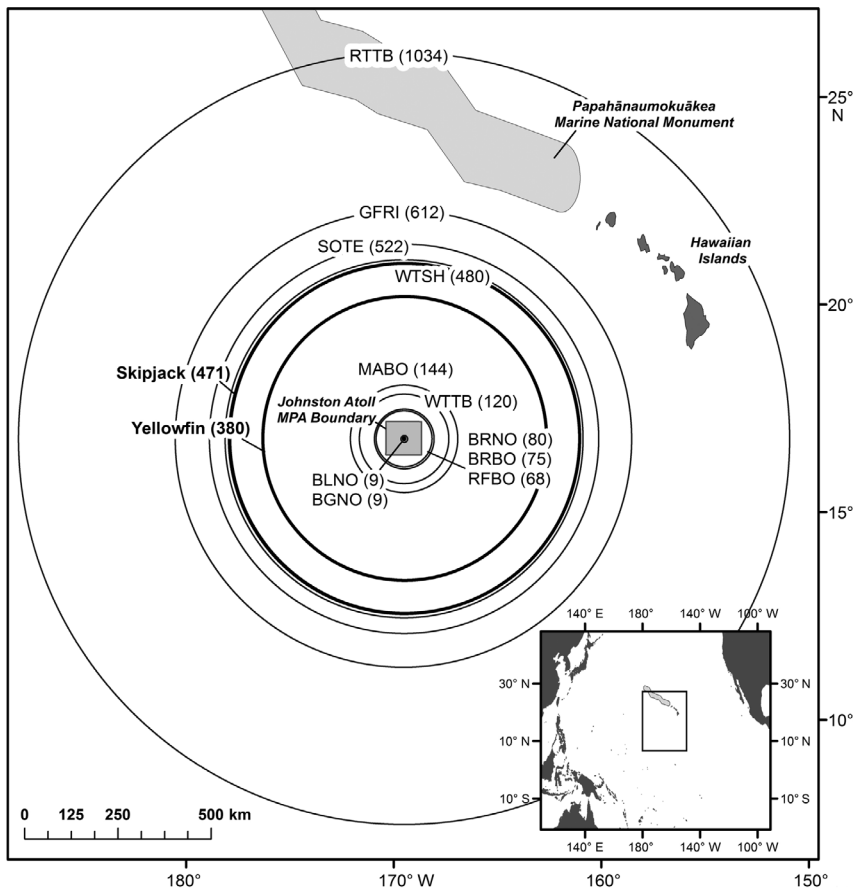 RTTB (1034)
25°
N
Papahānaumokuākea
Marine National Monument
GFRI (612)
SOTE (522)
Hawaiian
Islands
WTSH (480)
20°
MABO (144)
Skipjack (471)
Johnston Atoll
MPA Boundary
WTTB (120)
Yellowfin (380)
BRNO (80)
BRBO (75)
RFBO (68)
BLNO (9)
BGNO (9)
15°
140° E 180° 140° W 100° W
30° N 30° N
10° N 10° N
10° S 10° S
140° E 180° 140° W 100° W
10°
0 125 250 500 km
180° 170° W 160° 150°